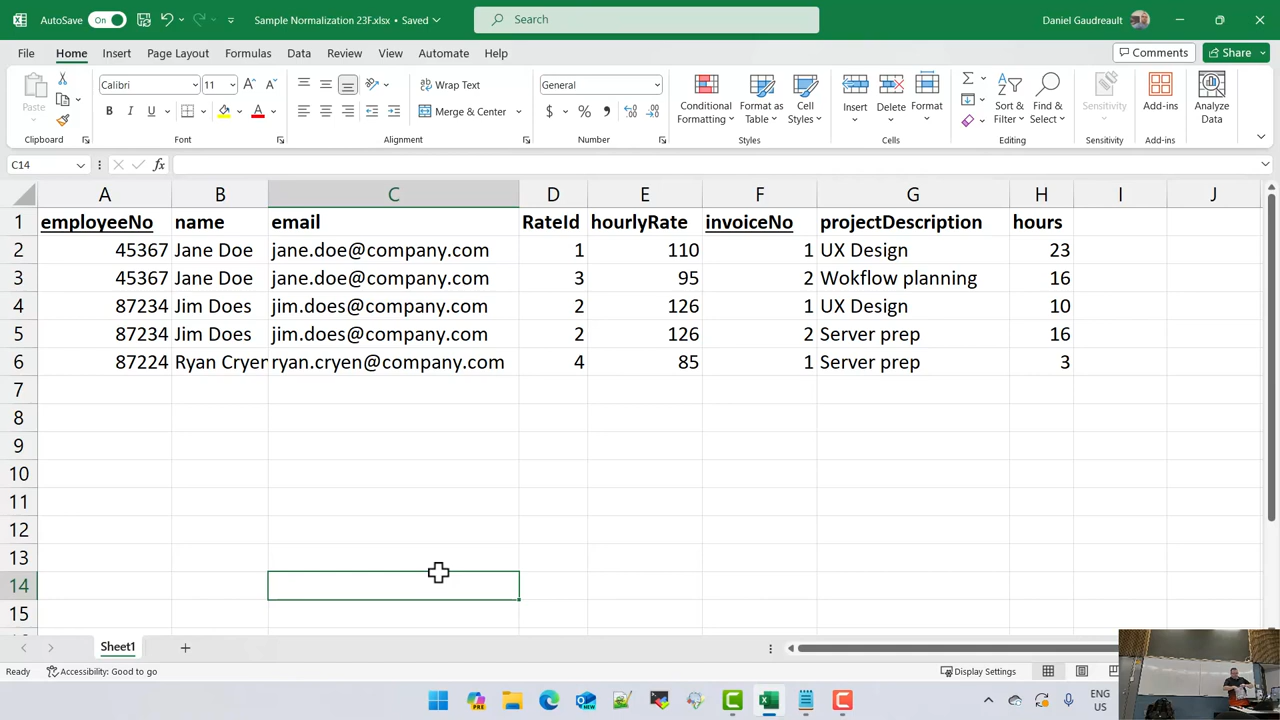 AutoSave On Sample Normalization 23F.xlsx • Saved Search Daniel Gaudreault
File Home Insert Page Layout Formulas Data Review View Automate Help Comments Share
Paste Calibri 11 Wrap Text General Conditional Formatting Format as Table Cell Styles Insert Delete Format Sort & Filter Find & Select Sensitivity Add-ins Analyze Data
B I U Merge & Center $ % 9
Clipboard Font Alignment Number Styles Cells Editing Sensitivity Add-ins
C14 fx
A B C D E F G H I J
1 employeeNo name email RateId hourlyRate invoiceNo projectDescription hours
2 45367 Jane Doe jane.doe@company.com 1 110 1 UX Design 23
3 45367 Jane Doe jane.doe@company.com 3 95 2 Wokflow planning 16
4 87234 Jim Does jim.does@company.com 2 126 1 UX Design 10
5 87234 Jim Does jim.does@company.com 2 126 2 Server prep 16
6 87224 Ryan Cryen ryan.cryen@company.com 4 85 1 Server prep 3
7
8
9
10
11
12
13
14
15
Sheet1
Ready Accessibility: Good to go Display Settings
PRE NEW ENG US